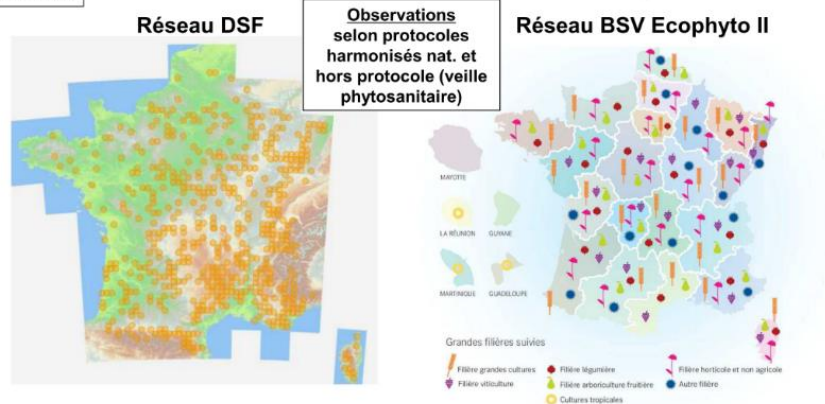 Réseau DSF
Observations
selon protocoles
harmonisés nat. et
hors protocole (veille
phytosanitaire)
Réseau BSV Ecophyto II
MAYOTTE
LA RÉUNION
GUYANE
MARTINIQUE
GUADELOUPE
Grandes filières suivies
Filière grandes cultures
Filière légumière
Filière horticole et non agricole
Filière viticulture
Filière arboriculture fruitière
Autre filière
Cultures tropicales